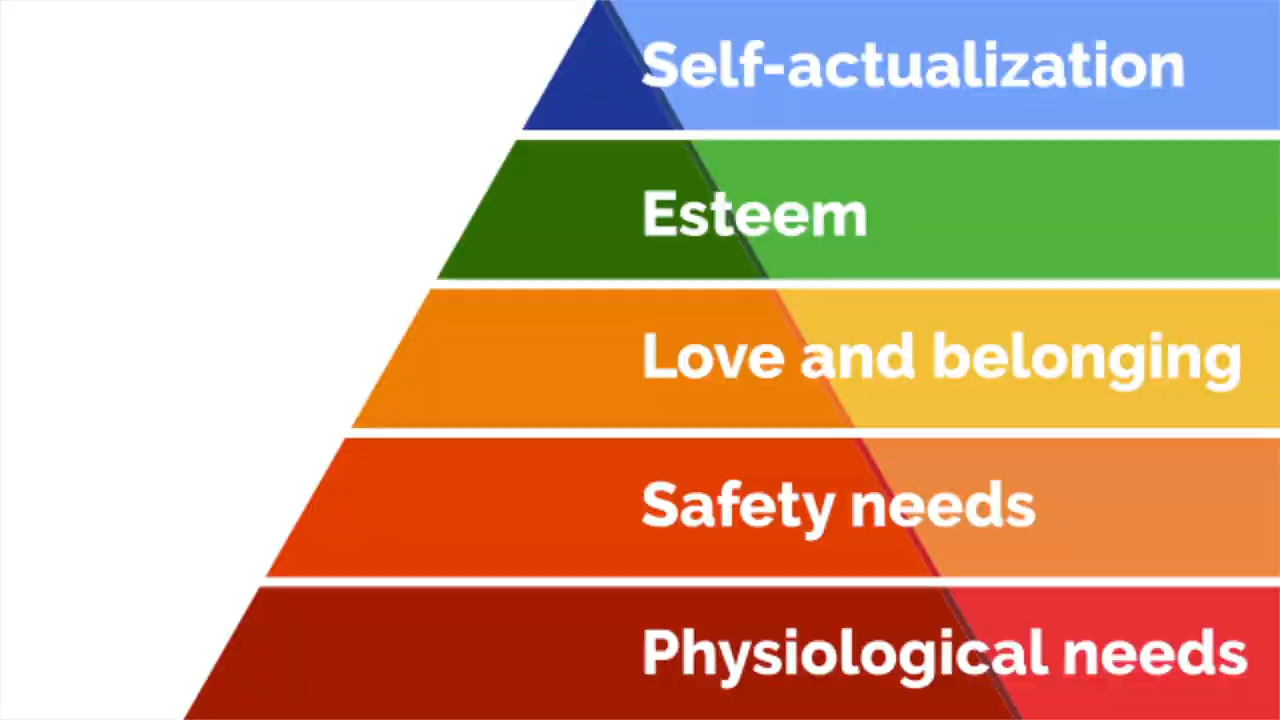 Self-actualization
Esteem
Love and belonging
Safety needs
Physiological needs